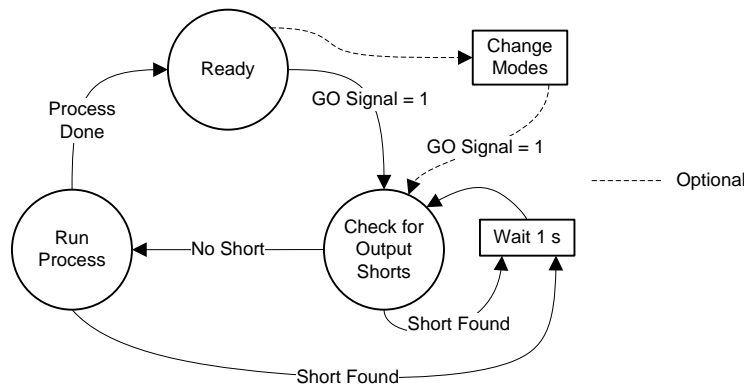 Ready
Change
Modes
GO Signal = 1
Process
Done
GO Signal = 1
Optional
Run
Process
No Short
Check for
Output
Shorts
Wait 1 s
Short Found
Short Found